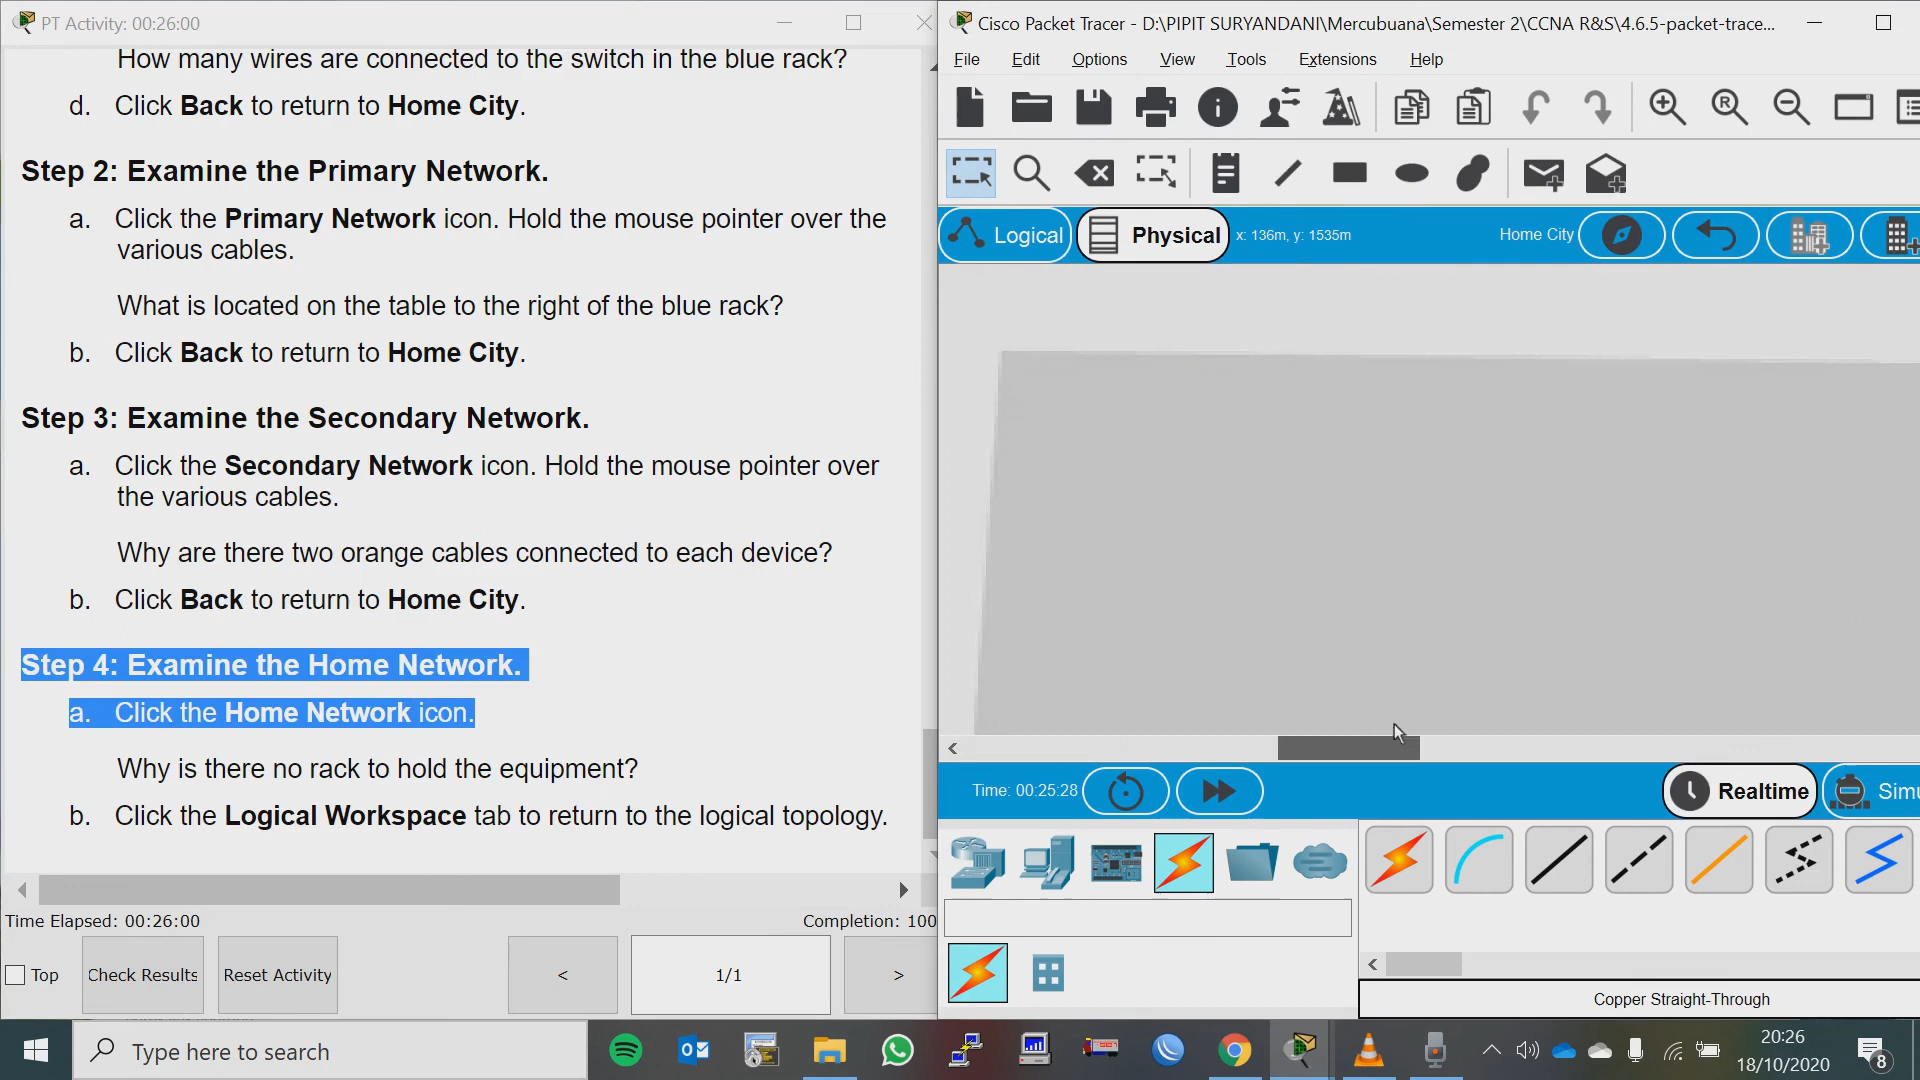 PT Activity: 00:26:00
How many wires are connected to the switch in the blue rack?
d. Click Back to return to Home City.
Step 2: Examine the Primary Network.
a. Click the Primary Network icon. Hold the mouse pointer over the
various cables.
What is located on the table to the right of the blue rack?
b. Click Back to return to Home City.
Step 3: Examine the Secondary Network.
a. Click the Secondary Network icon. Hold the mouse pointer over
the various cables.
Why are there two orange cables connected to each device?
b. Click Back to return to Home City.
Step 4: Examine the Home Network.
a. Click the Home Network icon.
Why is there no rack to hold the equipment?
b. Click the Logical Workspace tab to return to the logical topology.
Time Elapsed: 00:26:00 Completion: 100
Top Check Results Reset Activity < 1/1 >
Cisco Packet Tracer - D:\PIPIT SURYANDANI\Mercubuana\Semester 2\CCNA R&S\4.6.5-packet-trace...
File Edit Options View Tools Extensions Help
Logical Physical x: 136m, y: 1535m Home City
Time: 00:25:28 Realtime Simu
Copper Straight-Through
Type here to search
20:26
18/10/2020
8